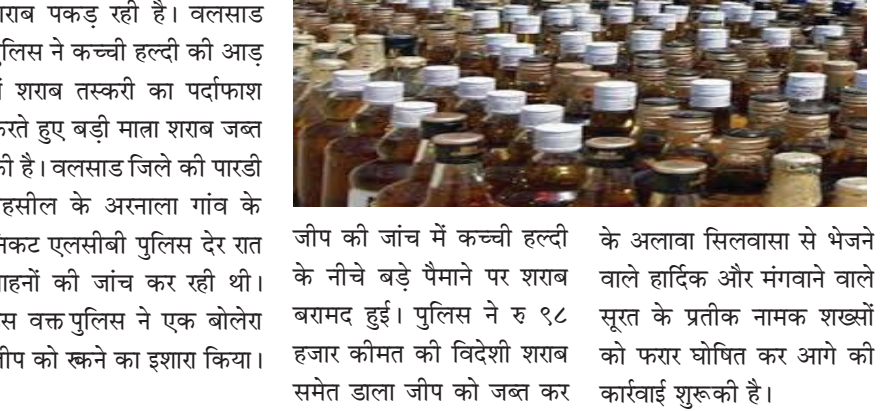 शराब पकड़ रही है। वलसाड
पुलिस ने कच्ची हल्दी की आड़
में शराब तस्करी का पर्दाफाश
करते हुए बड़ी मात्रा शराब जब्त
की है। वलसाड जिले की पारडी
तहसील के अरनाला गांव के
निकट एलसीबी पुलिस देर रात
वाहनों की जांच कर रही थी।
इस वक्त पुलिस ने एक बोलेरा
जीप को रूकने का इशारा किया।
जीप की जांच में कच्ची हल्दी
के नीचे बड़े पैमाने पर शराब
बरामद हुई। पुलिस ने रु ९८
हजार कीमत की विदेशी शराब
समेत डाला जीप को जब्त कर
के अलावा सिलवासा से भेजने
वाले हार्दिक और मंगवाने वाले
सूरत के प्रतीक नामक शख्सों
को फरार घोषित कर आगे की
कार्रवाई शुरूकी है।